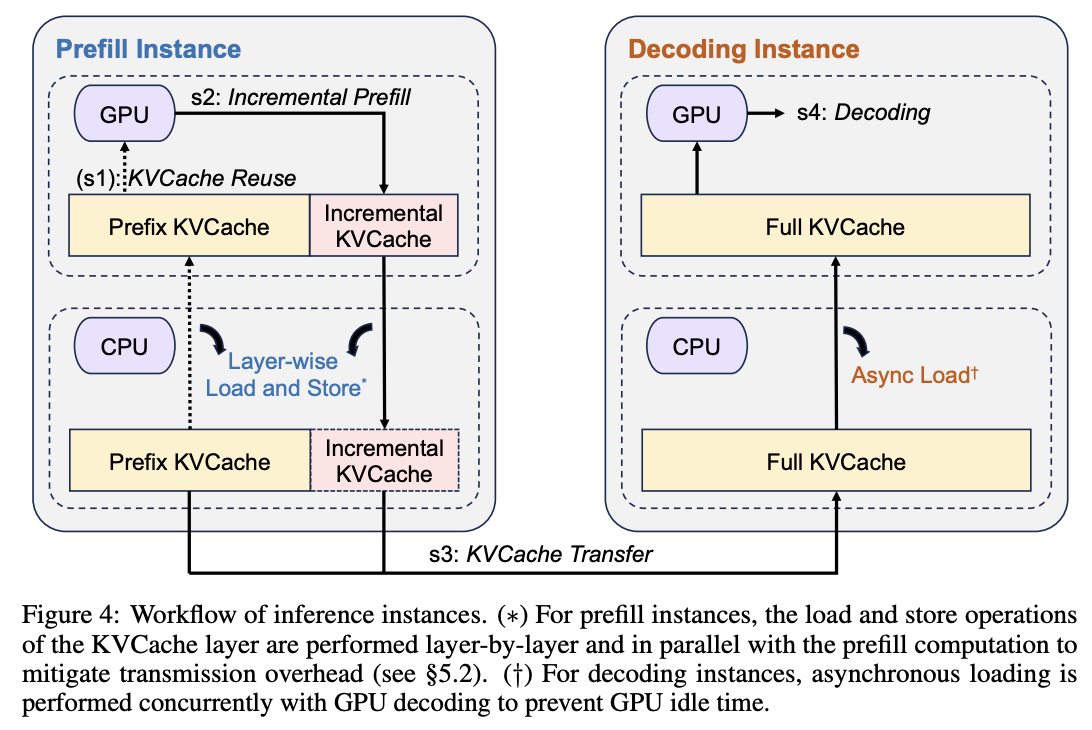 Prefill Instance
GPU
s2: Incremental Prefill
(s1): KVCache Reuse
Prefix KVCache
Incremental
KVCache
CPU
Layer-wise
Load and Store*
Prefix KVCache
Incremental
KVCache
Decoding Instance
GPU
s4: Decoding
Full KVCache
CPU
Async Load†
Full KVCache
s3: KVCache Transfer
Figure 4: Workflow of inference instances. (∗) For prefill instances, the load and store operations
of the KVCache layer are performed layer-by-layer and in parallel with the prefill computation to
mitigate transmission overhead (see §5.2). (†) For decoding instances, asynchronous loading is
performed concurrently with GPU decoding to prevent GPU idle time.